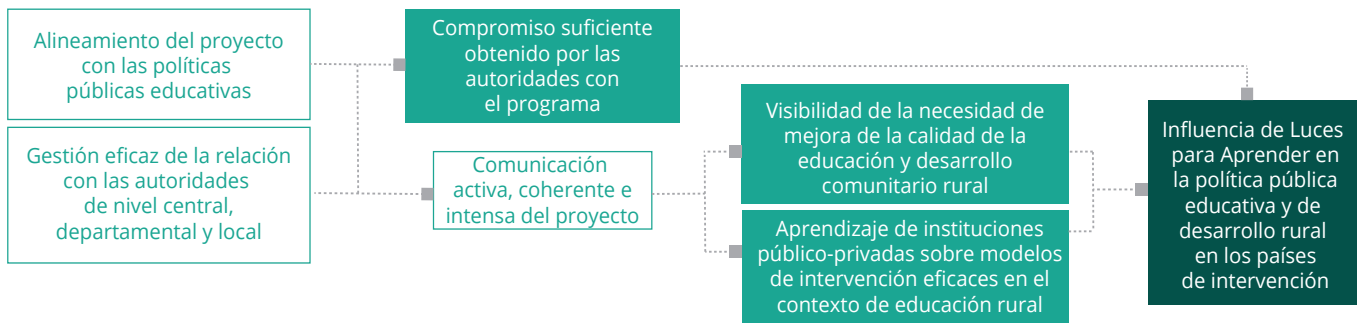 Alineamiento del proyecto
con las políticas
públicas educativas
Gestión eficaz de la relación
con las autoridades
de nivel central,
departamental y local
Compromiso suficiente
obtenido por las
autoridades con
el programa
Comunicación
activa, coherente e
intensa del proyecto
Visibilidad de la necesidad de
mejora de la calidad de la
educación y desarrollo
comunitario rural
Aprendizaje de instituciones
público-privadas sobre modelos
de intervención eficaces en el
contexto de educación rural
Influencia de Luces
para Aprender en
la política pública
educativa y de
desarrollo rural
en los países
de intervención